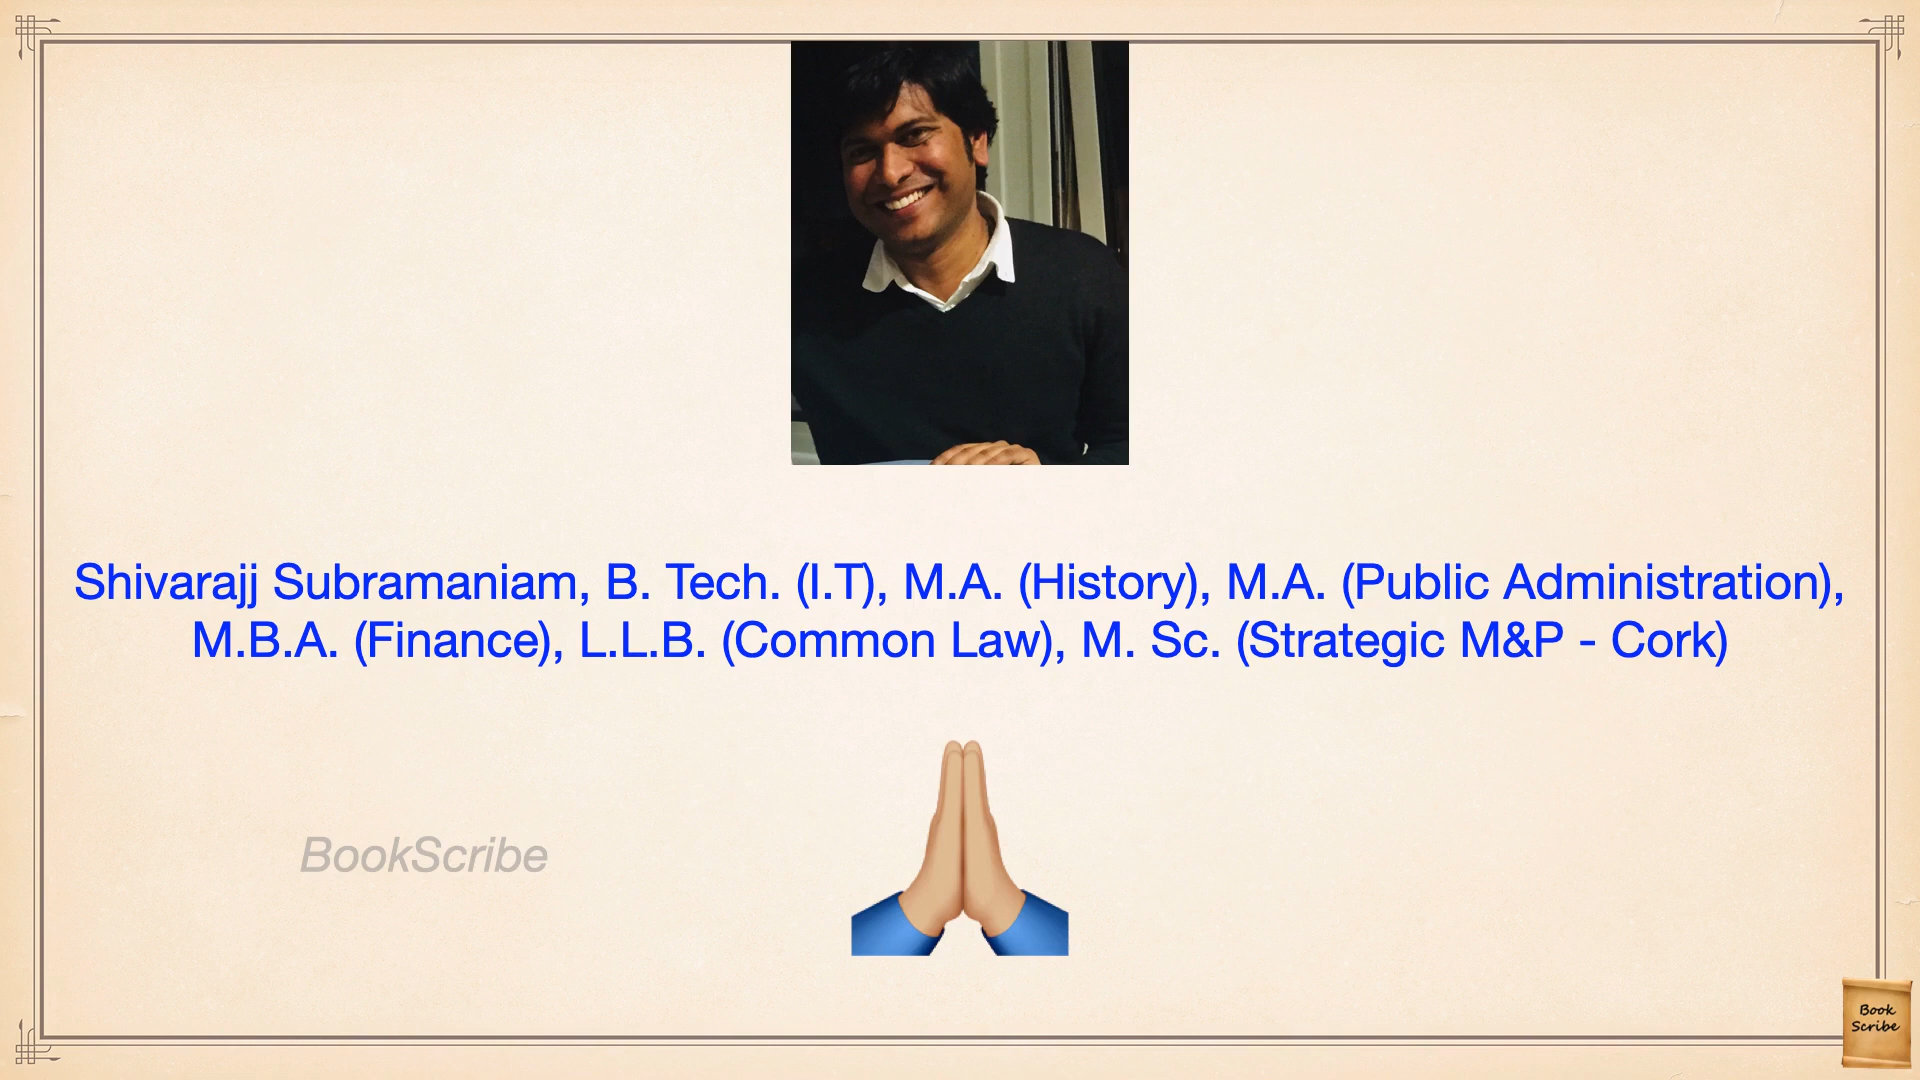 Shivarajj Subramaniam, B. Tech. (I.T), M.A. (History), M.A. (Public Administration),
M.B.A. (Finance), L.L.B. (Common Law), M. Sc. (Strategic M&P - Cork)
BookScribe
Book
Scribe